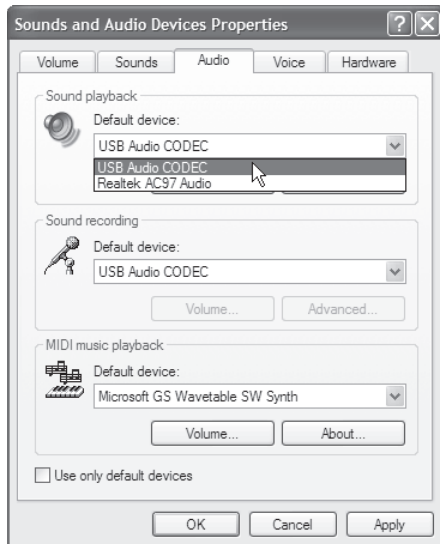 Sounds and Audio Devices Properties
Volume Sounds Audio Voice Hardware
Sound playback
Default device:
USB Audio CODEC
USB Audio CODEC
Realtek AC97 Audio
Sound recording
Default device:
USB Audio CODEC
Volume... Advanced...
MIDI music playback
Default device:
Microsoft GS Wavetable SW Synth
Volume... About...
Use only default devices
OK Cancel Apply